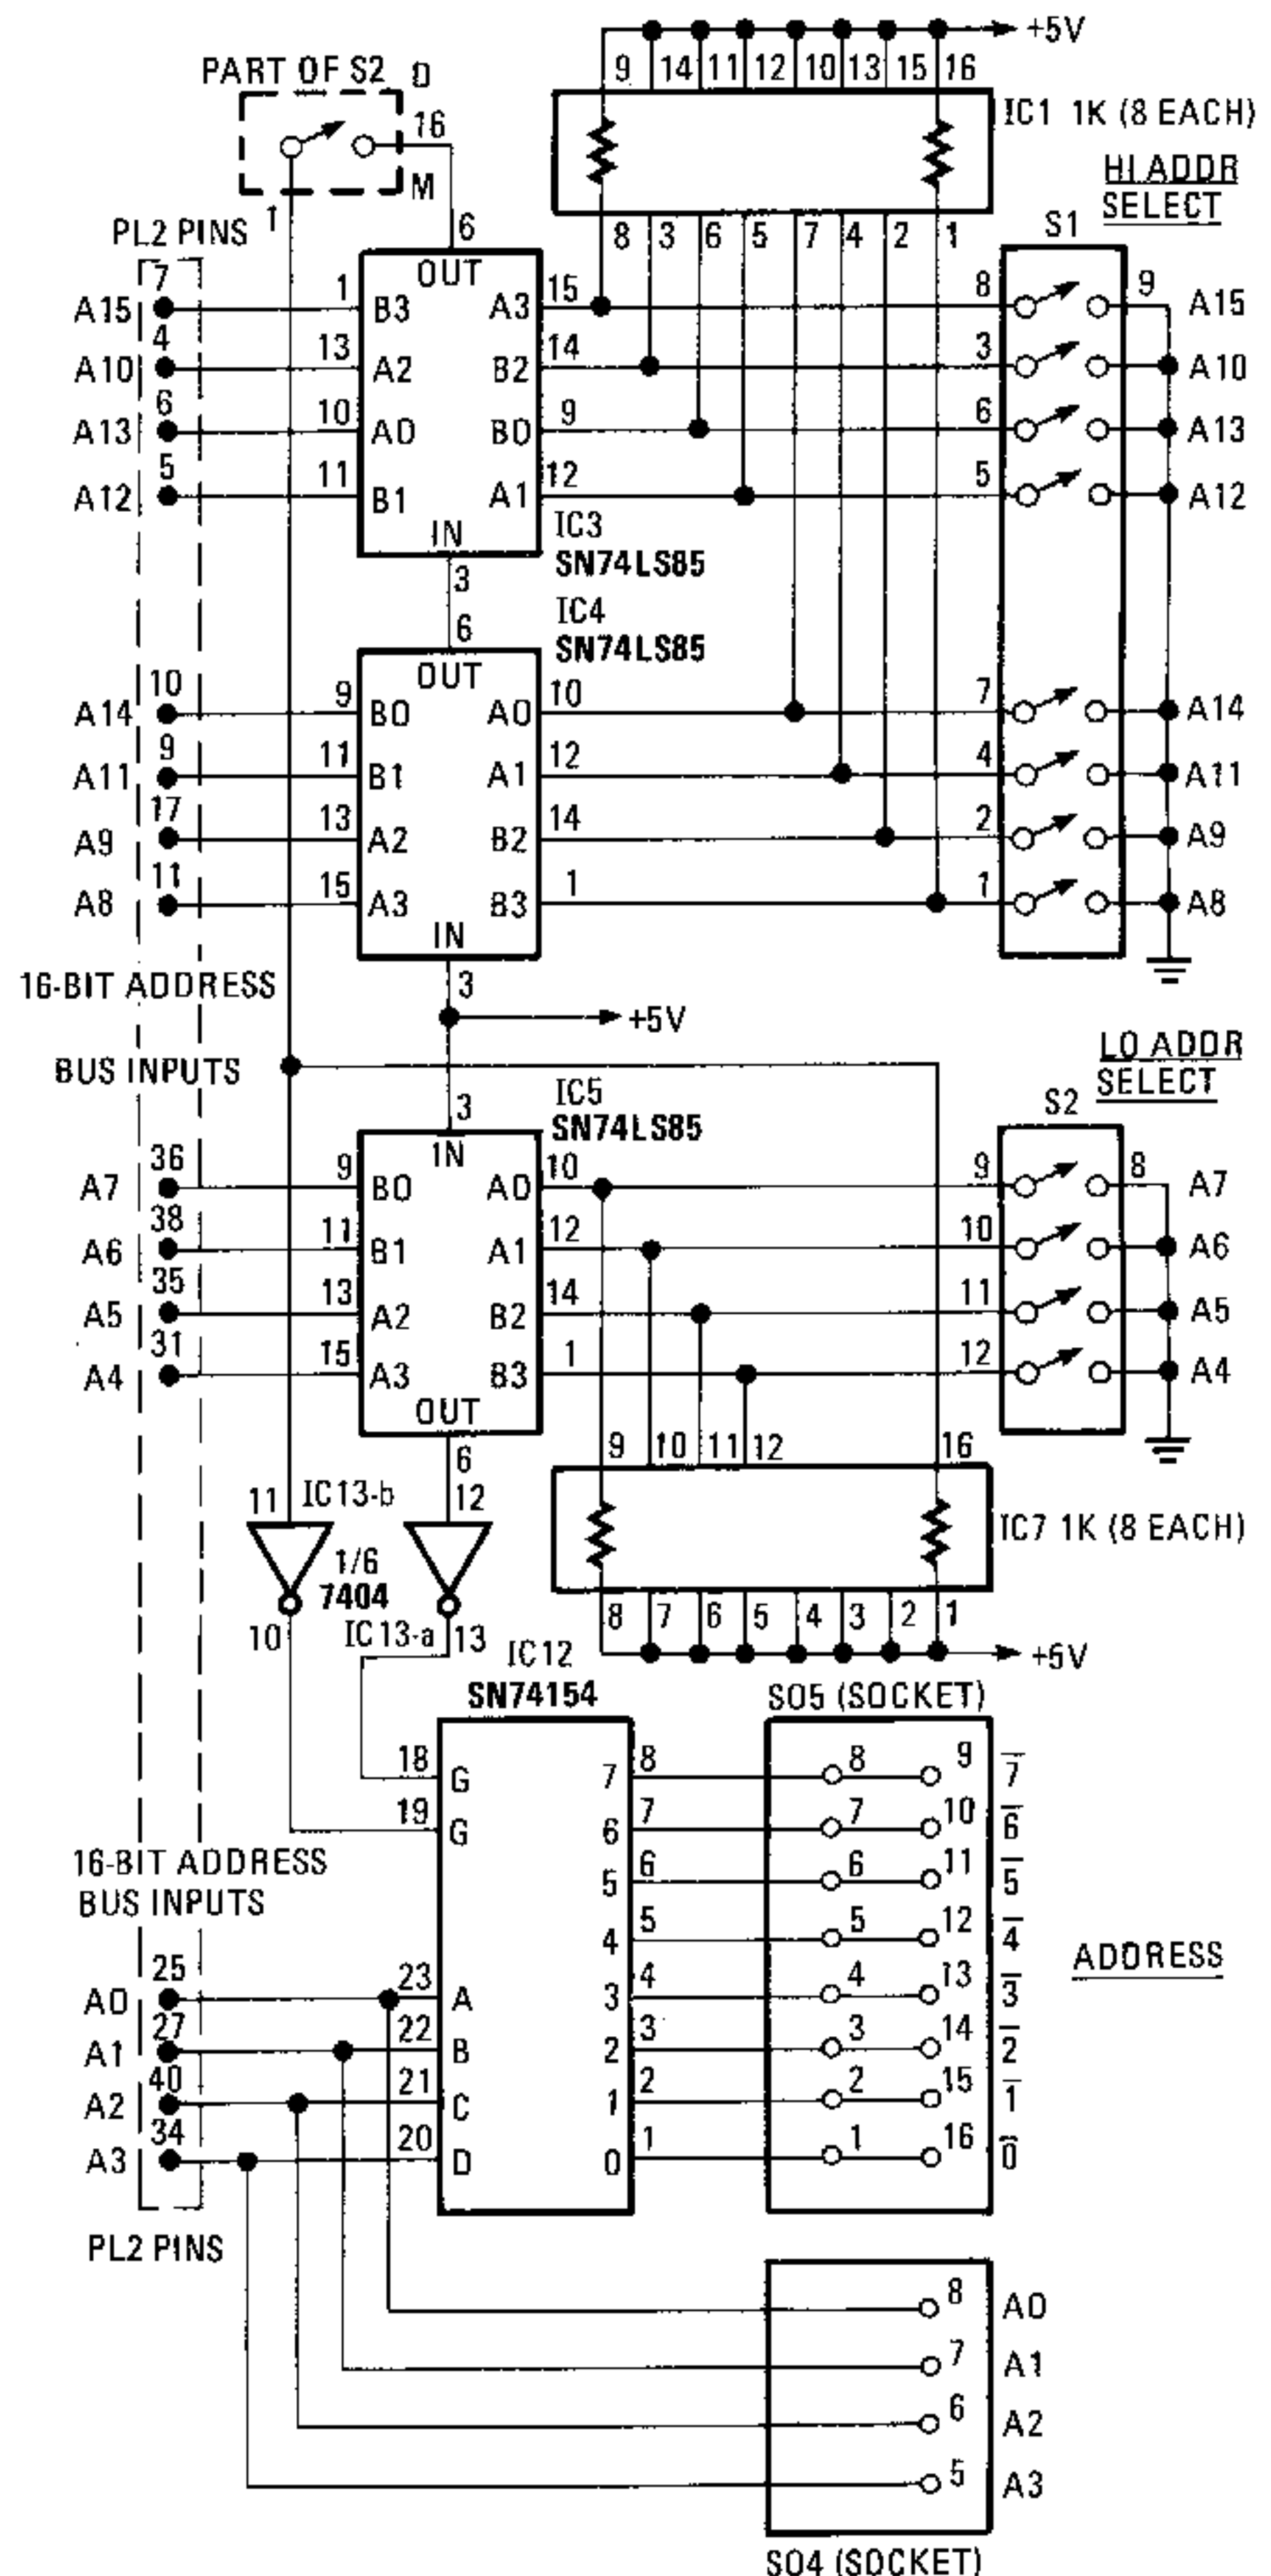 +5V
9 14 11 12 10 13 15 16
PART OF S2 D
16
IC1 1K (8 EACH)
M
HI ADDR
SELECT
1 6
8 3 6 5 7 4 2 1
S1
PL2 PINS
OUT
A15 7 1 B3 A3 15 8 9 A15
A10 4 13 A2 B2 14 3 A10
A13 6 10 A0 B0 9 6 A13
A12 5 11 B1 A1 12 5 A12
IN
IC3
SN74LS85
3
IC4
SN74LS85
6
OUT
A14 10 9 B0 A0 10 7 A14
A11 9 11 B1 A1 12 4 A11
A9 17 13 A2 B2 14 2 A9
A8 11 15 A3 B3 1 1 A8
IN
16-BIT ADDRESS
3
+5V
BUS INPUTS
LO ADDR
SELECT
IC5
SN74LS85
3
S2
IN
A7 36 9 B0 A0 10 9 8 A7
A6 38 11 B1 A1 12 10 A6
A5 35 13 A2 B2 14 11 A5
A4 31 15 A3 B3 1 12 A4
OUT
6
9 10 11 12 16
11 IC13-b 12
IC7 1K (8 EACH)
1/6
7404
10 IC13-a 13
8 7 6 5 4 3 2 1
+5V
IC12
SN74154
SO5 (SOCKET)
18 G 7 8 8 9 7̅
19 G 6 7 7 10 6̅
5 6 6 11 5̅
16-BIT ADDRESS
BUS INPUTS
4 5 5 12 4̅
ADDRESS
A0 25 23 A 3 4 4 13 3̅
A1 27 22 B 2 3 3 14 2̅
A2 40 21 C 1 2 2 15 1̅
A3 34 20 D 0 1 1 16 0̅
PL2 PINS
8 A0
7 A1
6 A2
5 A3
SO4 (SOCKET)